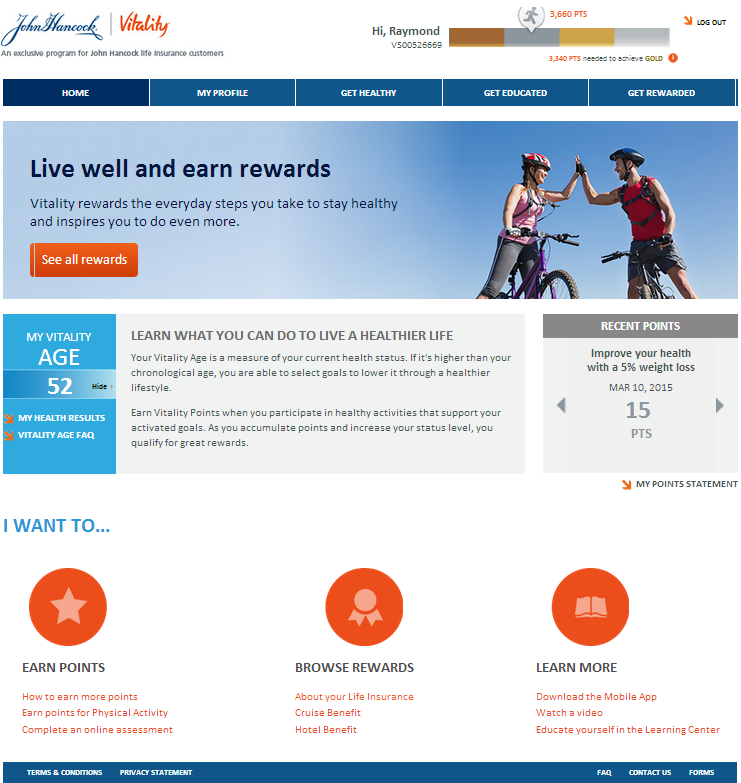 John Hancock. Vitality
An exclusive program for John Hancock life insurance customers
3,660 PTS
LOG OUT
Hi, Raymond
VS00526669
3,340 PTS needed to achieve GOLD i
HOME MY PROFILE GET HEALTHY GET EDUCATED GET REWARDED
Live well and earn rewards
Vitality rewards the everyday steps you take to stay healthy
and inspires you to do even more.
See all rewards
MY VITALITY
AGE
52 Hide
MY HEALTH RESULTS
VITALITY AGE FAQ
LEARN WHAT YOU CAN DO TO LIVE A HEALTHIER LIFE
Your Vitality Age is a measure of your current health status. If it's higher than your
chronological age, you are able to select goals to lower it through a healthier
lifestyle.
Earn Vitality Points when you participate in healthy activities that support your
activated goals. As you accumulate points and increase your status level, you
qualify for great rewards.
RECENT POINTS
Improve your health
with a 5% weight loss
MAR 10, 2015
15
PTS
MY POINTS STATEMENT
I WANT TO...
EARN POINTS
How to earn more points
Earn points for Physical Activity
Complete an online assessment
BROWSE REWARDS
About your Life Insurance
Cruise Benefit
Hotel Benefit
LEARN MORE
Download the Mobile App
Watch a video
Educate yourself in the Learning Center
TERMS & CONDITIONS PRIVACY STATEMENT FAQ CONTACT US FORMS